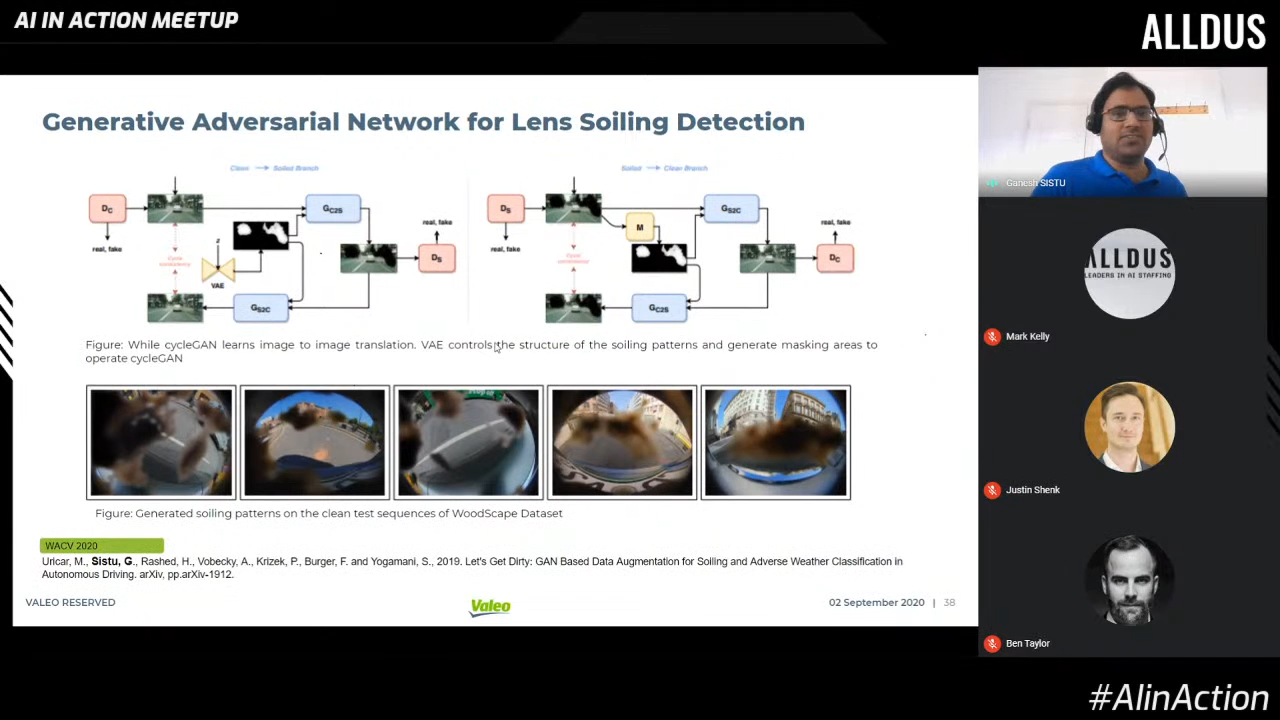 AI IN ACTION MEETUP
ALLDUS
Generative Adversarial Network for Lens Soiling Detection
Clean → Soiled Branch
Soiled → Clean Branch
DC
GC2S
real, fake
z
VAE
Cycle consistency
real, fake
DS
GS2C
DS
GS2C
real, fake
M
Cycle consistency
real, fake
DC
GC2S
Figure: While cycleGAN learns image to image translation. VAE controls the structure of the soiling patterns and generate masking areas to
operate cycleGAN
Figure: Generated soiling patterns on the clean test sequences of WoodScape Dataset
WACV 2020
Uricar, M., Sistu, G., Rashed, H., Vobecky, A., Krizek, P., Burger, F. and Yogamani, S., 2019. Let's Get Dirty: GAN Based Data Augmentation for Soiling and Adverse Weather Classification in
Autonomous Driving. arXiv, pp.arXiv-1912.
VALEO RESERVED
Valeo
02 September 2020 | 38
Ganesh SISTU
ALLDUS
LEADERS IN AI STAFFING
Mark Kelly
Justin Shenk
Ben Taylor
#AIinAction